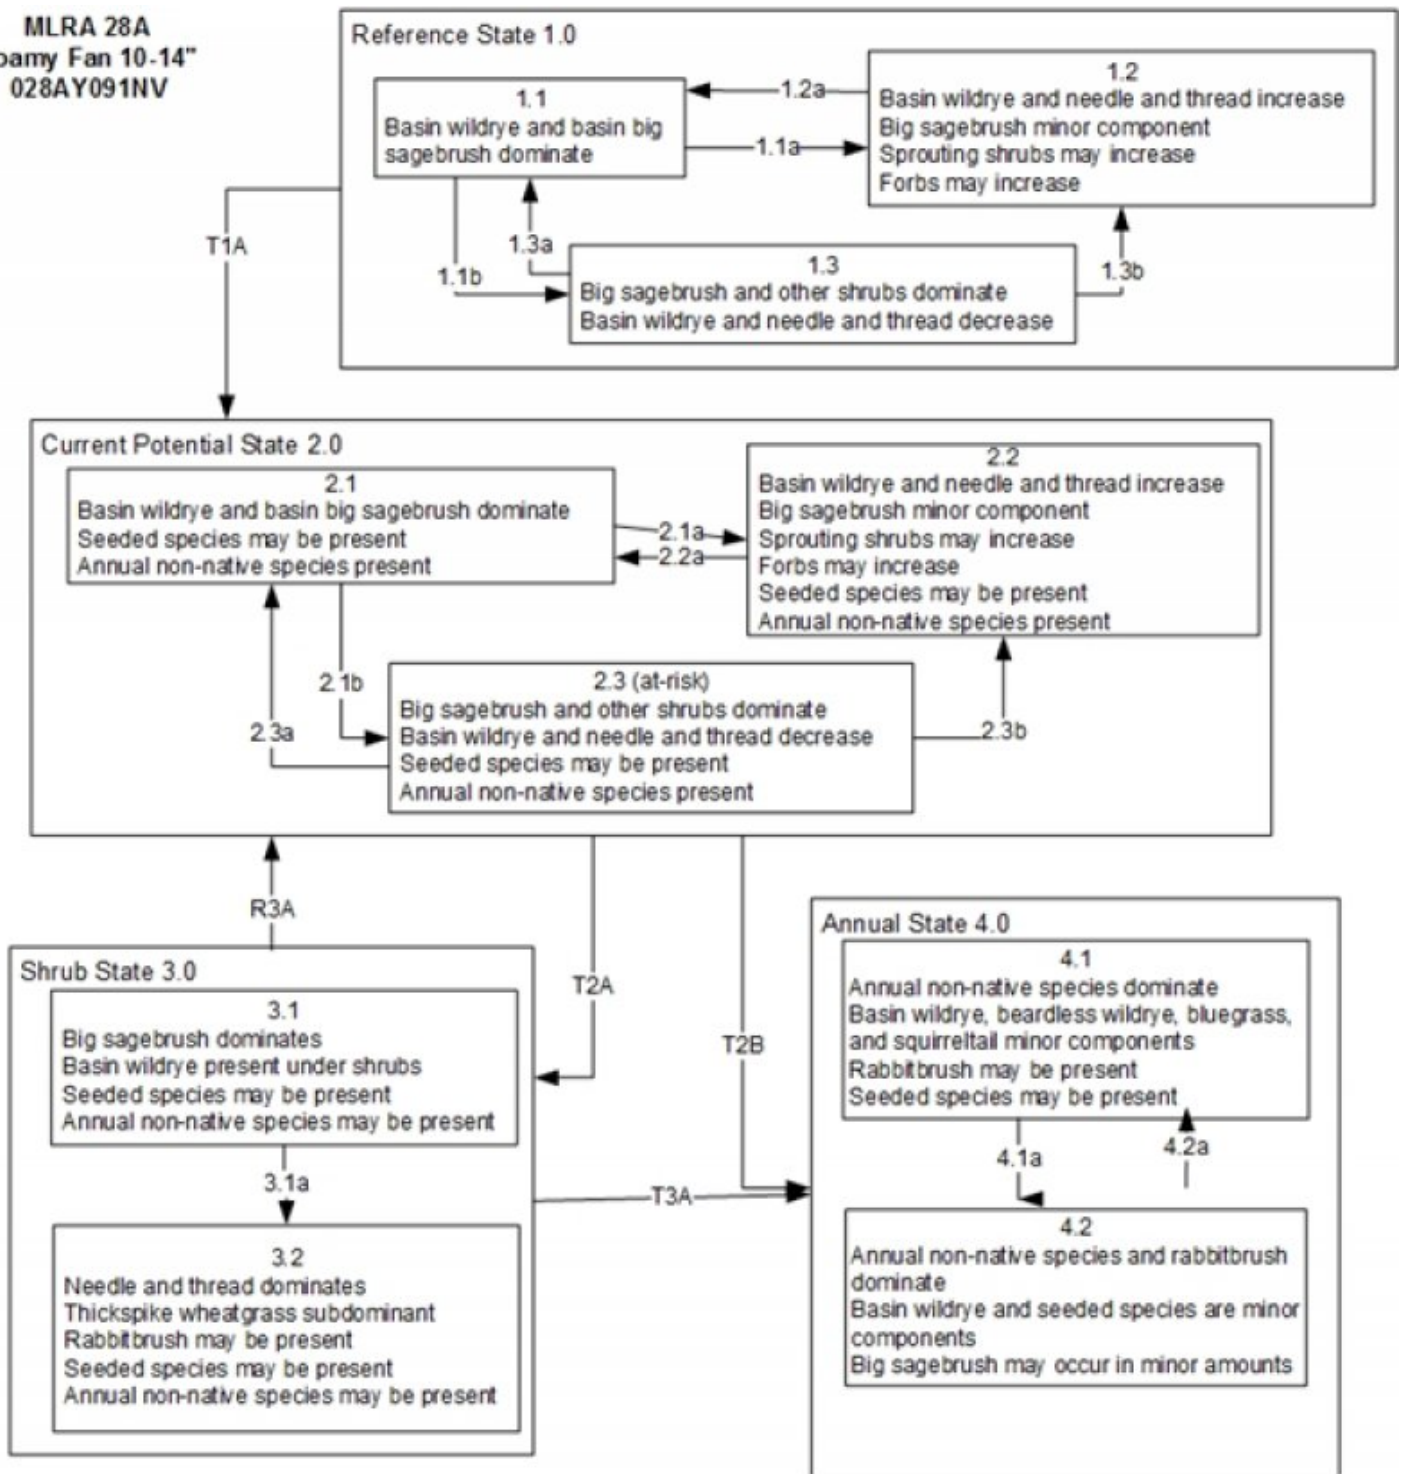 MLRA 28A
oamy Fan 10-14"
028AY091NV
Reference State 1.0
1.1
Basin wildrye and basin big
sagebrush dominate
1.2a
1.1a
1.2
Basin wildrye and needle and thread increase
Big sagebrush minor component
Sprouting shrubs may increase
Forbs may increase
T1A
1.1b
1.3a
1.3
Big sagebrush and other shrubs dominate
Basin wildrye and needle and thread decrease
1.3b
Current Potential State 2.0
2.1
Basin wildrye and basin big sagebrush dominate
Seeded species may be present
Annual non-native species present
2.1a
2.2a
2.2
Basin wildrye and needle and thread increase
Big sagebrush minor component
Sprouting shrubs may increase
Forbs may increase
Seeded species may be present
Annual non-native species present
2.1b
2.3a
2.3 (at-risk)
Big sagebrush and other shrubs dominate
Basin wildrye and needle and thread decrease
Seeded species may be present
Annual non-native species present
2.3b
R3A
T2A
T2B
Shrub State 3.0
3.1
Big sagebrush dominates
Basin wildrye present under shrubs
Seeded species may be present
Annual non-native species may be present
3.1a
3.2
Needle and thread dominates
Thickspike wheatgrass subdominant
Rabbitbrush may be present
Seeded species may be present
Annual non-native species may be present
T3A
Annual State 4.0
4.1
Annual non-native species dominate
Basin wildrye, beardless wildrye, bluegrass,
and squirreltail minor components
Rabbitbrush may be present
Seeded species may be present
4.1a
4.2a
4.2
Annual non-native species and rabbitbrush
dominate
Basin wildrye and seeded species are minor
components
Big sagebrush may occur in minor amounts